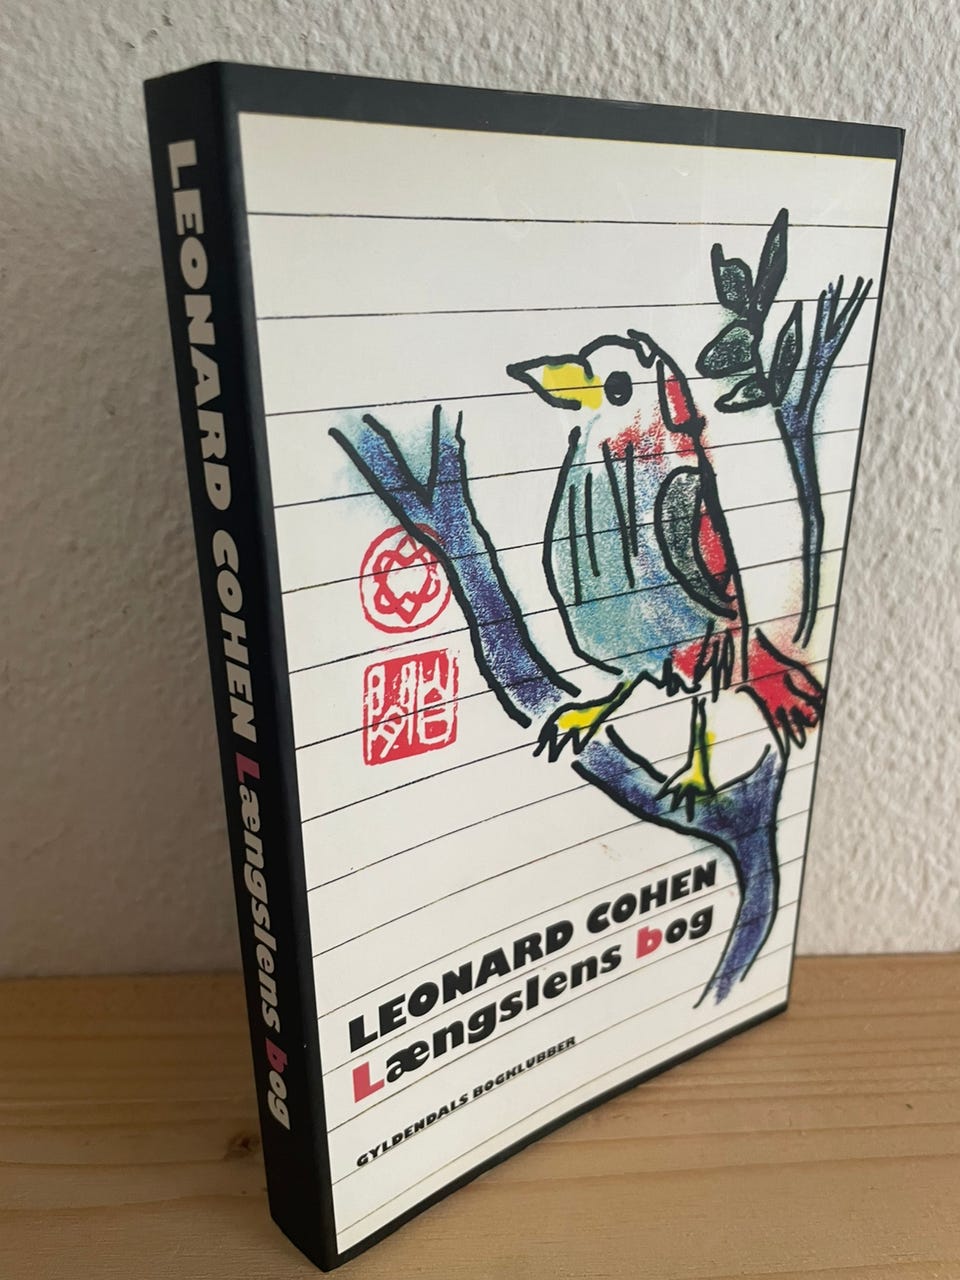 LEONARD COHEN Længslens bog
LEONARD COHEN
Længslens bog
GYLDENDALS BOGKLUBBER